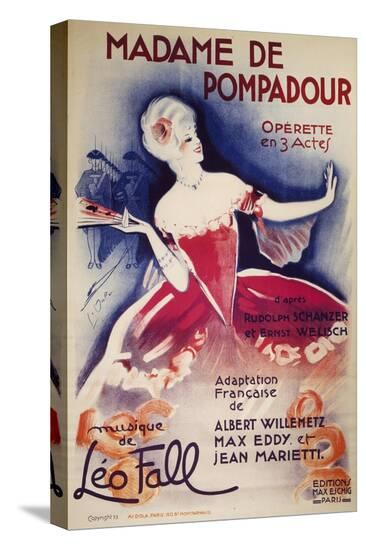 MADAME DE
POMPADOUR
OPÉRETTE
en 3 Actes
d'après
RUDOLPH SCHANZER
et ERNST WELISCH
Adaptation
Française
de
ALBERT WILLEMETZ
MAX EDDY. et
JEAN MARIETTI.
musique
de
Léo Fall
EDITIONS
MAX ESCHIG
PARIS
Copyright